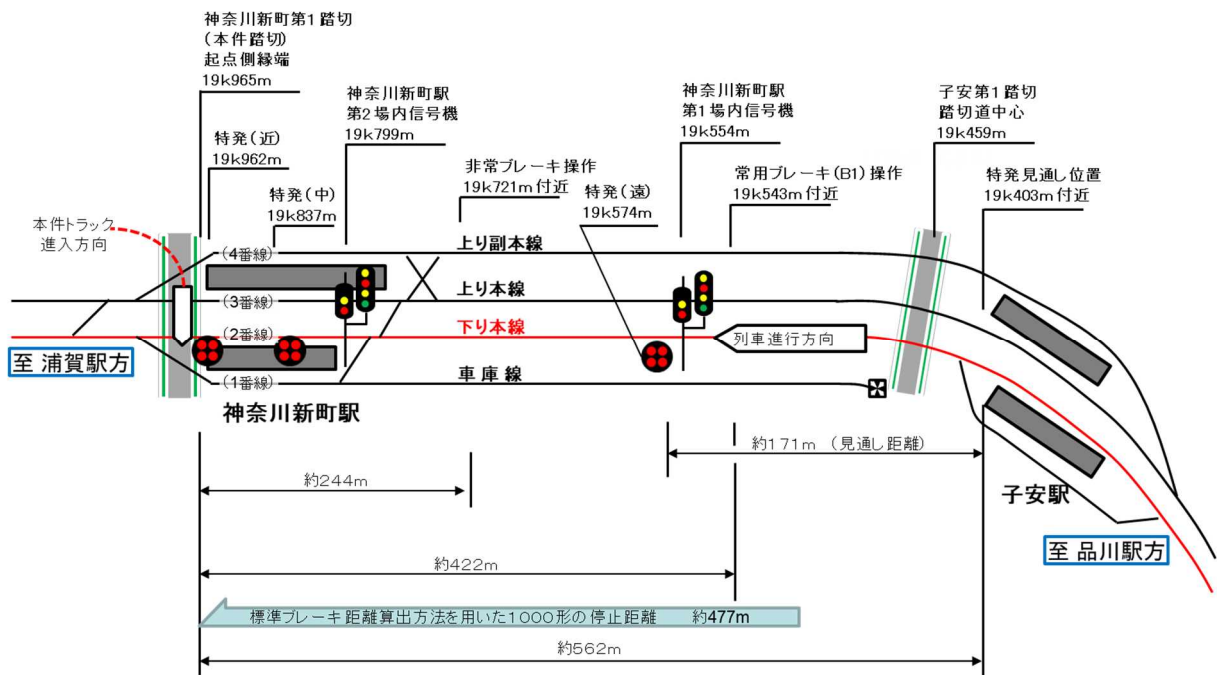 神奈川新町第1踏切
(本件踏切)
起点側縁端
19k965m
特発(近)
19k962m
特発(中)
19k837m
神奈川新町駅
第2場内信号機
19k799m
非常ブレーキ操作
19k721m付近
特発(遠)
19k574m
神奈川新町駅
第1場内信号機
19k554m
常用ブレーキ(B1)操作
19k543m付近
子安第1踏切
踏切道中心
19k459m
特発見通し位置
19k403m付近
本件トラック
進入方向
(4番線)
上り副本線
(3番線)
上り本線
(2番線)
下り本線
列車進行方向
(1番線)
車庫線
至 浦賀駅方
神奈川新町駅
子安駅
至 品川駅方
約171m (見通し距離)
約244m
約422m
標準ブレーキ距離算出方法を用いた1000形の停止距離 約477m
約562m